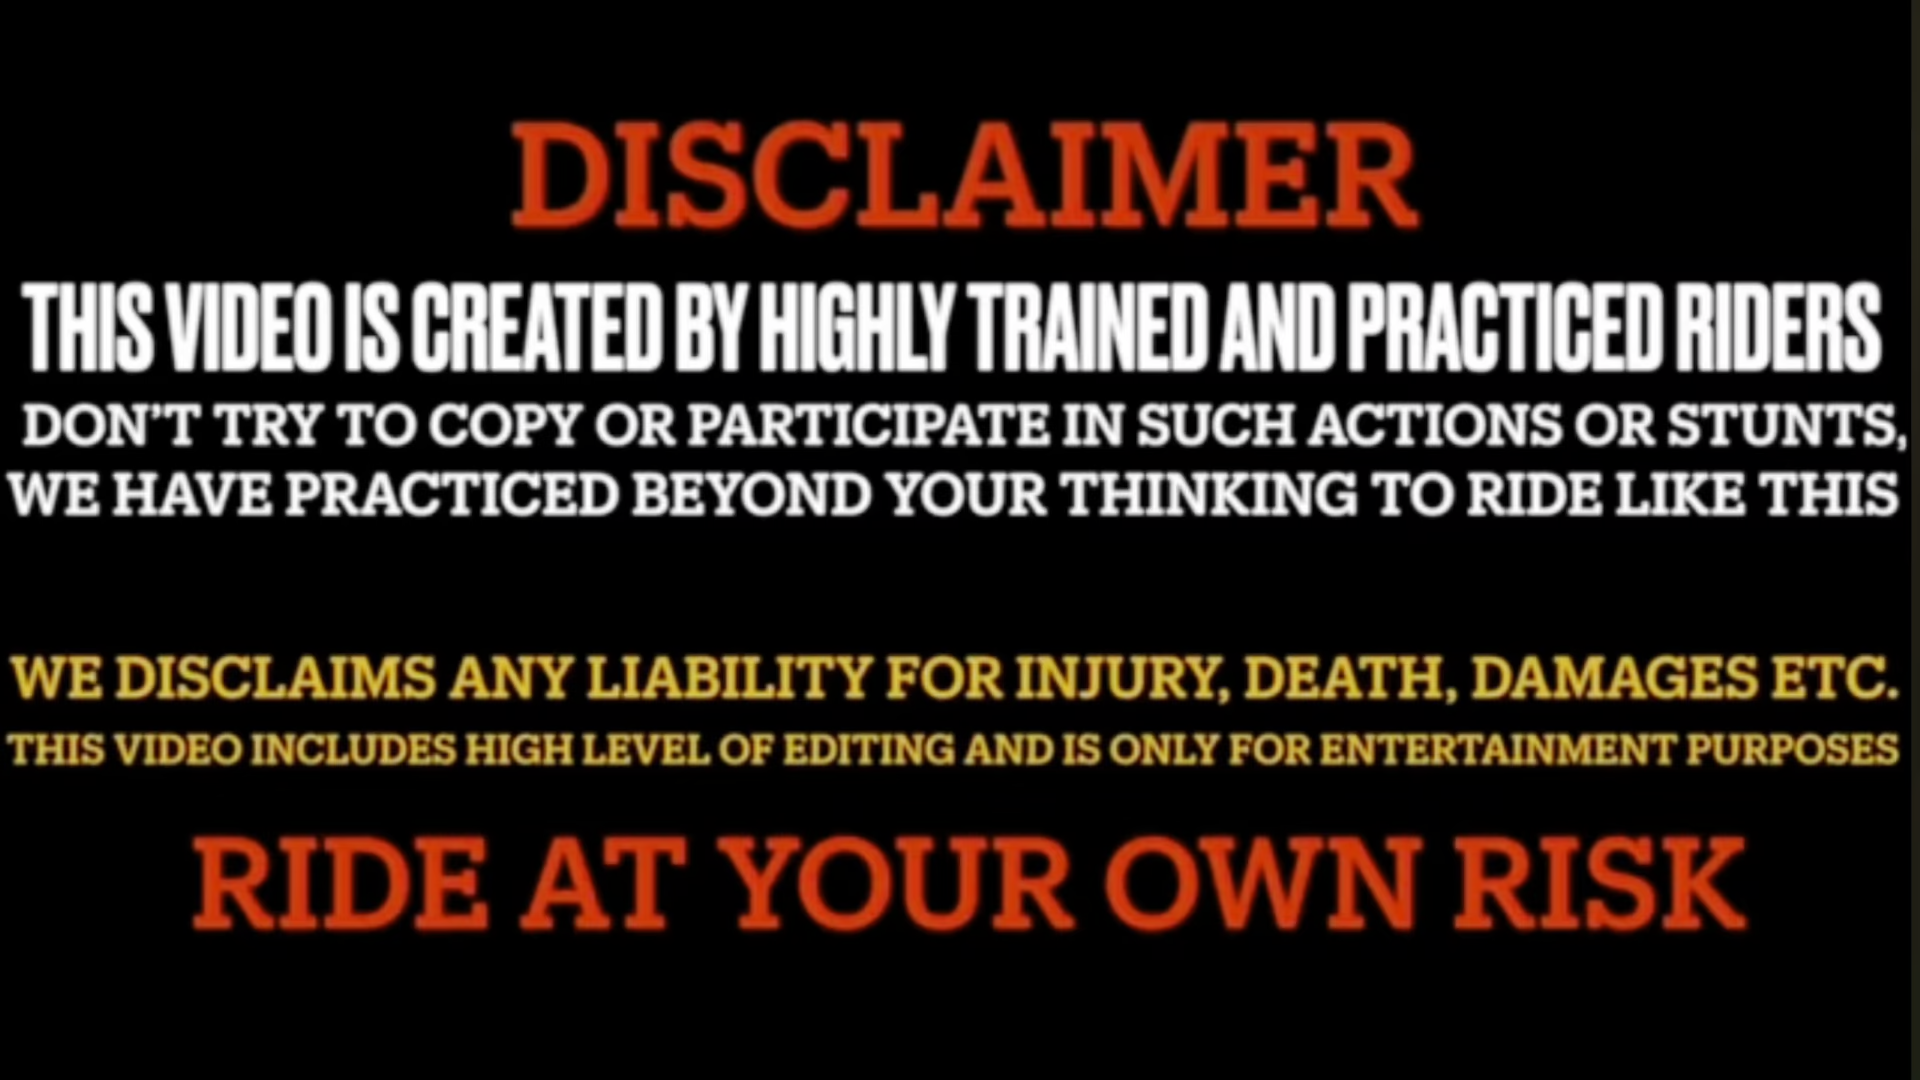 DISCLAIMER
THIS VIDEO IS CREATED BY HIGHLY TRAINED AND PRACTICED RIDERS
DON'T TRY TO COPY OR PARTICIPATE IN SUCH ACTIONS OR STUNTS,
WE HAVE PRACTICED BEYOND YOUR THINKING TO RIDE LIKE THIS
WE DISCLAIMS ANY LIABILITY FOR INJURY, DEATH, DAMAGES ETC.
THIS VIDEO INCLUDES HIGH LEVEL OF EDITING AND IS ONLY FOR ENTERTAINMENT PURPOSES
RIDE AT YOUR OWN RISK